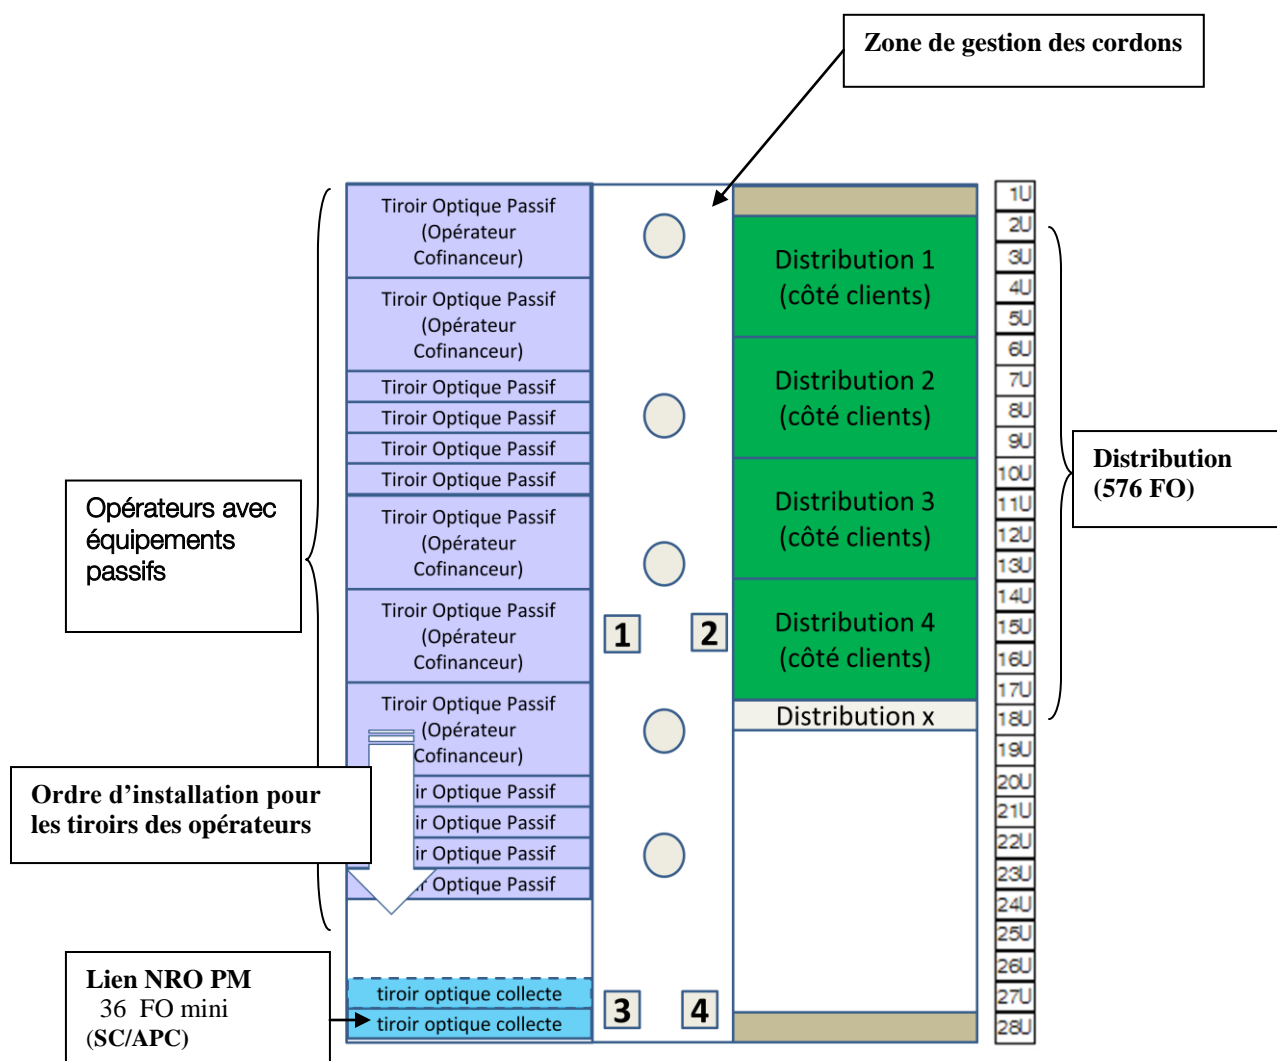 Zone de gestion des cordons
Tiroir Optique Passif
(Opérateur
Cofinanceur)
Tiroir Optique Passif
(Opérateur
Cofinanceur)
Tiroir Optique Passif
Tiroir Optique Passif
Tiroir Optique Passif
Tiroir Optique Passif
Tiroir Optique Passif
(Opérateur
Cofinanceur)
Tiroir Optique Passif
(Opérateur
Cofinanceur)
Tiroir Optique Passif
(Opérateur
Cofinanceur)
ir Optique Passif
ir Optique Passif
ir Optique Passif
ir Optique Passif
tiroir optique collecte
tiroir optique collecte
Opérateurs avec
équipements
passifs
Ordre d’installation pour
les tiroirs des opérateurs
Lien NRO PM
36 FO mini
(SC/APC)
1
2
3
4
Distribution 1
(côté clients)
Distribution 2
(côté clients)
Distribution 3
(côté clients)
Distribution 4
(côté clients)
Distribution x
1U
2U
3U
4U
5U
6U
7U
8U
9U
10U
11U
12U
13U
14U
15U
16U
17U
18U
19U
20U
21U
22U
23U
24U
25U
26U
27U
28U
Distribution
(576 FO)